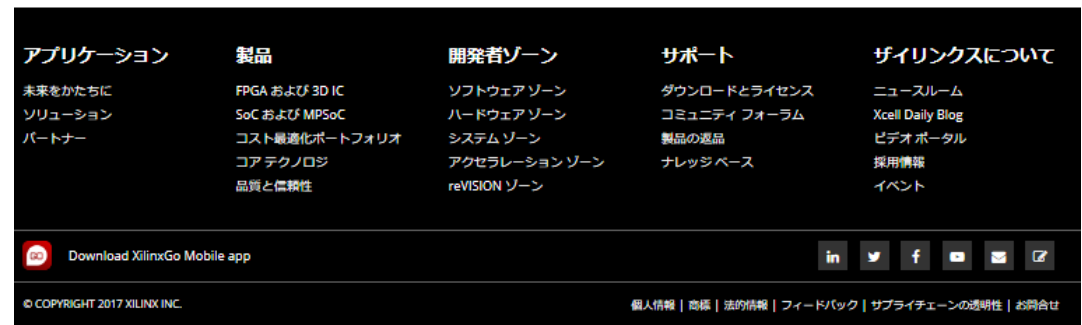 アプリケーション
未来をかたちに
ソリューション
パートナー
製品
FPGA および 3D IC
SoC および MPSoC
コスト最適化ポートフォリオ
コア テクノロジ
品質と信頼性
開発者ゾーン
ソフトウェア ゾーン
ハードウェア ゾーン
システム ゾーン
アクセラレーション ゾーン
reVISION ゾーン
サポート
ダウンロードとライセンス
コミュニティ フォーラム
製品の返品
ナレッジ ベース
ザイリンクスについて
ニュースルーム
Xcell Daily Blog
ビデオ ポータル
採用情報
イベント
GO
Download XilinxGo Mobile app
© COPYRIGHT 2017 XILINX INC.
個人情報 | 商標 | 法的情報 | フィードバック | サプライチェーンの透明性 | お問合せ